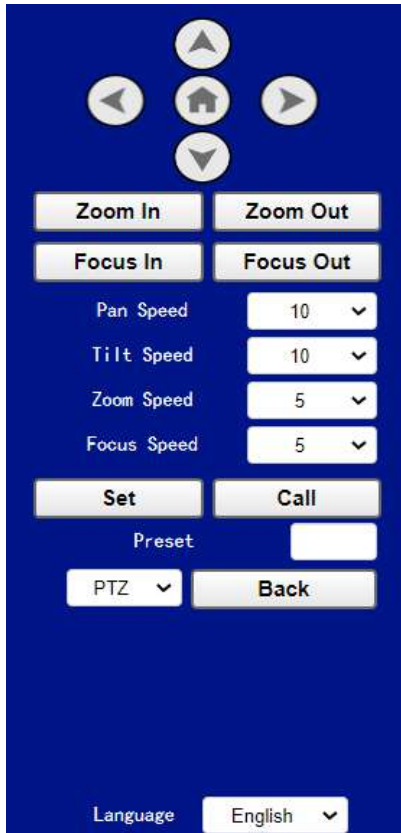 Zoom In Zoom Out
Focus In Focus Out
Pan Speed 10
Tilt Speed 10
Zoom Speed 5
Focus Speed 5
Set Call
Preset
PTZ Back
Language English